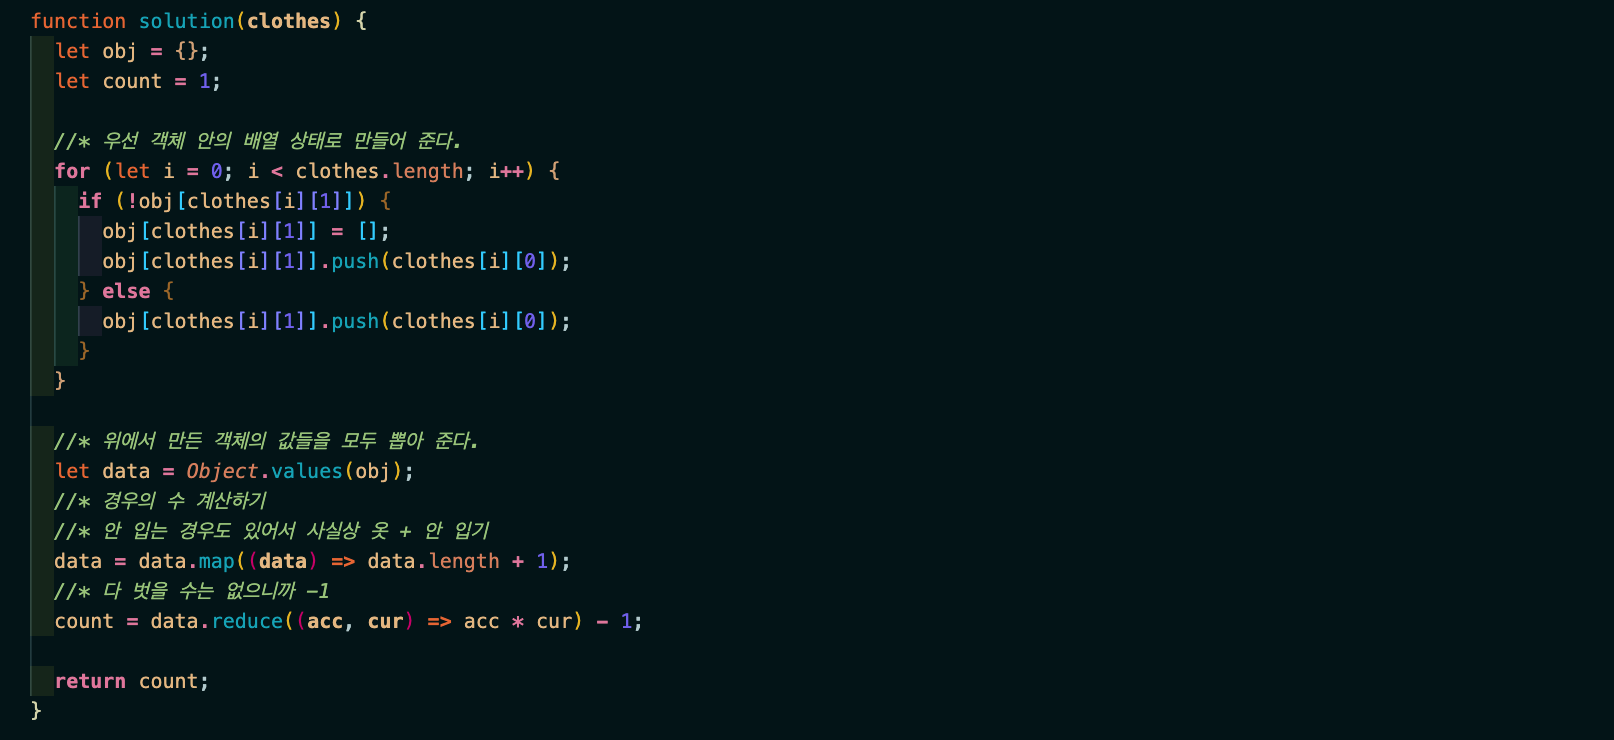 function solution(clothes) {
  let obj = {};
  let count = 1;

  //* 우선 객체 안의 배열 상태로 만들어 준다.
  for (let i = 0; i < clothes.length; i++) {
    if (!obj[clothes[i][1]]) {
      obj[clothes[i][1]] = [];
      obj[clothes[i][1]].push(clothes[i][0]);
    } else {
      obj[clothes[i][1]].push(clothes[i][0]);
    }
  }

  //* 위에서 만든 객체의 값들을 모두 뽑아 준다.
  let data = Object.values(obj);
  //* 경우의 수 계산하기
  //* 안 입는 경우도 있어서 사실상 옷 + 안 입기
  data = data.map((data) => data.length + 1);
  //* 다 벗을 수는 없으니까 -1
  count = data.reduce((acc, cur) => acc * cur) - 1;

  return count;
}